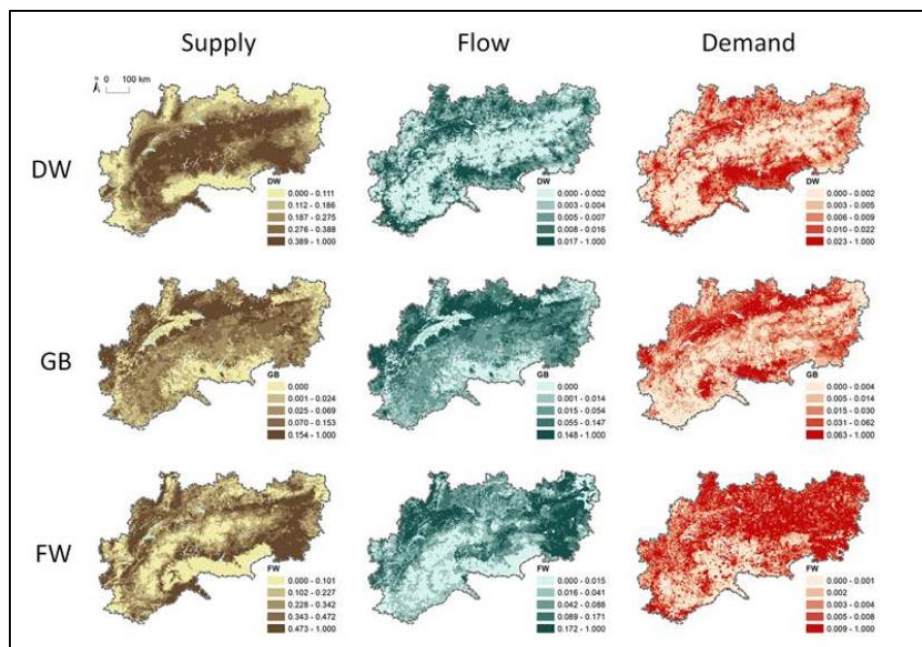 Supply Flow Demand
N 0 100 km
DW
DW
0.000 - 0.111
0.112 - 0.186
0.187 - 0.275
0.276 - 0.388
0.389 - 1.000
DW
0.000 - 0.002
0.003 - 0.004
0.005 - 0.007
0.008 - 0.016
0.017 - 1.000
DW
0.000 - 0.002
0.003 - 0.005
0.006 - 0.009
0.010 - 0.022
0.023 - 1.000
GB
GB
0.000
0.001 - 0.024
0.025 - 0.069
0.070 - 0.153
0.154 - 1.000
GB
0.000
0.001 - 0.014
0.015 - 0.054
0.055 - 0.147
0.148 - 1.000
GB
0.000 - 0.004
0.005 - 0.014
0.015 - 0.030
0.031 - 0.062
0.063 - 1.000
FW
FW
0.000 - 0.101
0.102 - 0.227
0.228 - 0.342
0.343 - 0.472
0.473 - 1.000
FW
0.000 - 0.015
0.016 - 0.041
0.042 - 0.088
0.089 - 0.171
0.172 - 1.000
FW
0.000 - 0.001
0.002
0.003 - 0.004
0.005 - 0.008
0.009 - 1.000